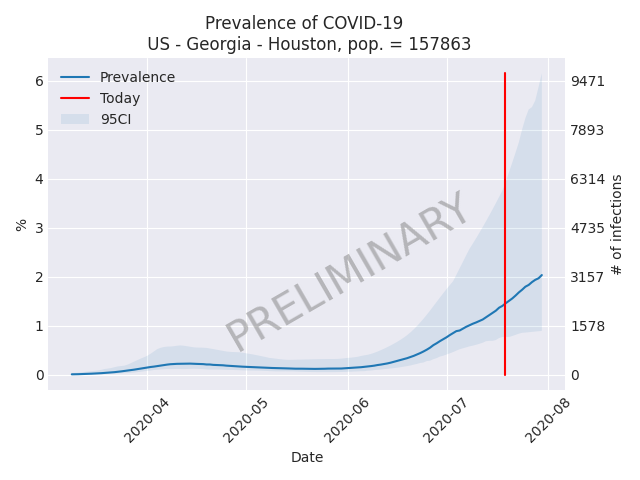 Prevalence of COVID-19
US - Georgia - Houston, pop. = 157863
Prevalence
Today
95CI
PRELIMINARY
%
6
5
4
3
2
1
0
9471
7893
6314
4735
3157
1578
0
# of infections
2020-04
2020-05
2020-06
2020-07
2020-08
Date